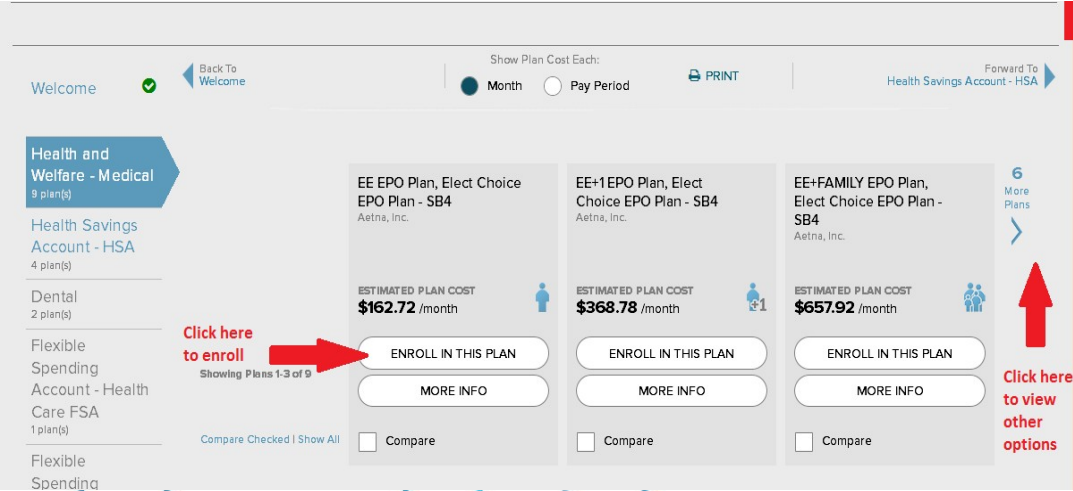 Welcome
Back To
Welcome
Show Plan Cost Each:
Month
Pay Period
PRINT
Forward To
Health Savings Account - HSA
Health and
Welfare - Medical
9 plan(s)
Health Savings
Account - HSA
4 plan(s)
Dental
2 plan(s)
Flexible
Spending
Account - Health
Care FSA
1 plan(s)
Flexible
Spending
Click here
to enroll
Showing Plans 1-3 of 9
Compare Checked | Show All
EE EPO Plan, Elect Choice
EPO Plan - SB4
Aetna, Inc.
ESTIMATED PLAN COST
$162.72 /month
ENROLL IN THIS PLAN
MORE INFO
Compare
EE+1 EPO Plan, Elect
Choice EPO Plan - SB4
Aetna, Inc.
ESTIMATED PLAN COST
$368.78 /month
+1
ENROLL IN THIS PLAN
MORE INFO
Compare
EE+FAMILY EPO Plan,
Elect Choice EPO Plan -
SB4
Aetna, Inc.
ESTIMATED PLAN COST
$657.92 /month
ENROLL IN THIS PLAN
MORE INFO
Compare
6
More
Plans
Click here
to view
other
options